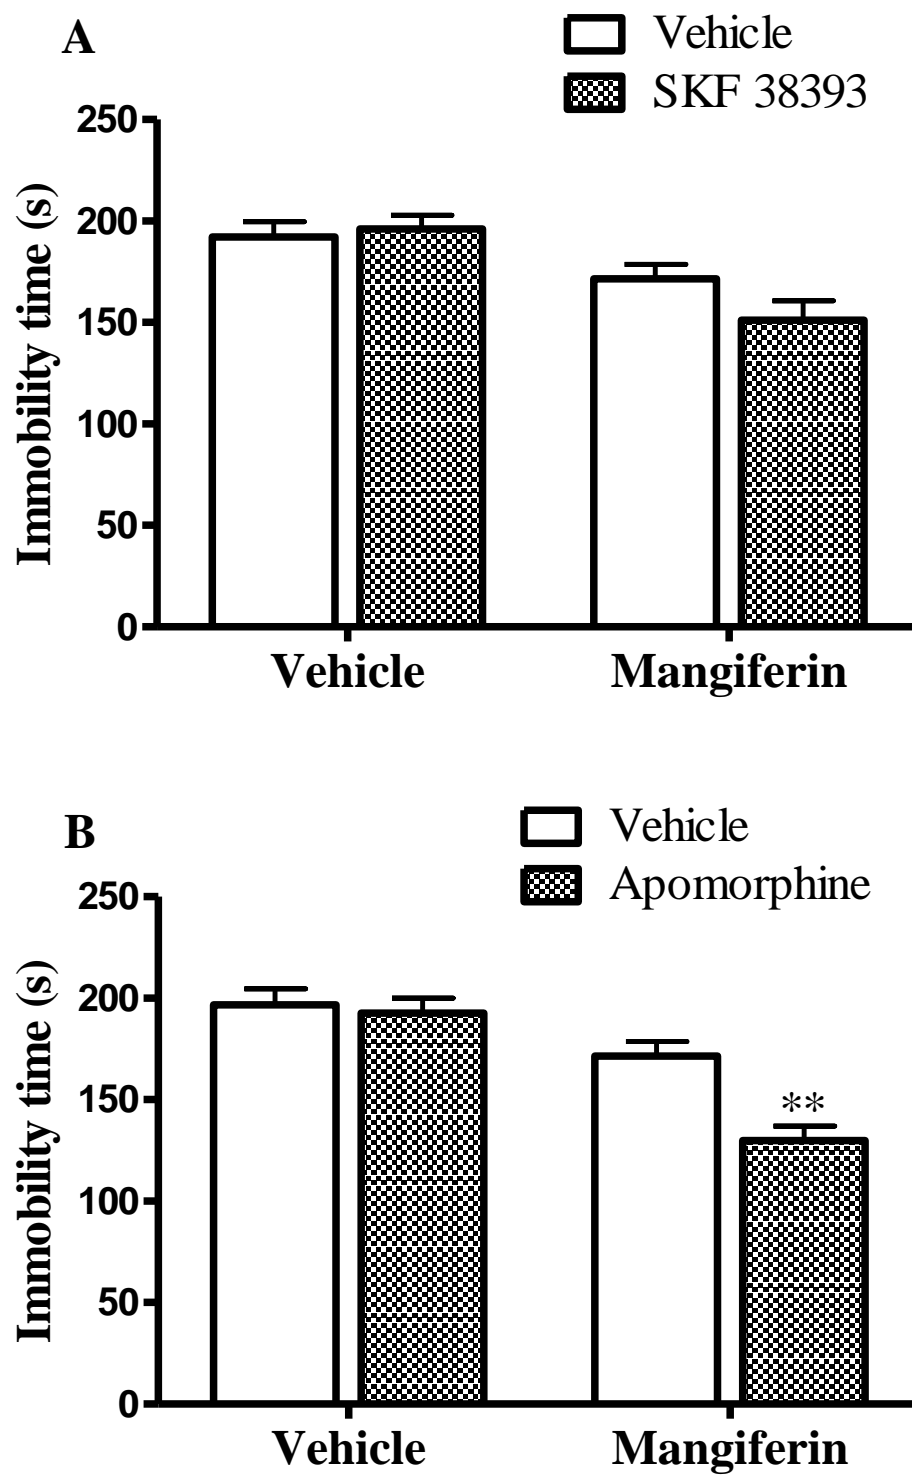 A
Vehicle
SKF 38393
250
200
150
100
50
0
Immobility time (s)
Vehicle Mangiferin
B
Vehicle
Apomorphine
250
200
150
100
50
0
Immobility time (s)
**
Vehicle Mangiferin